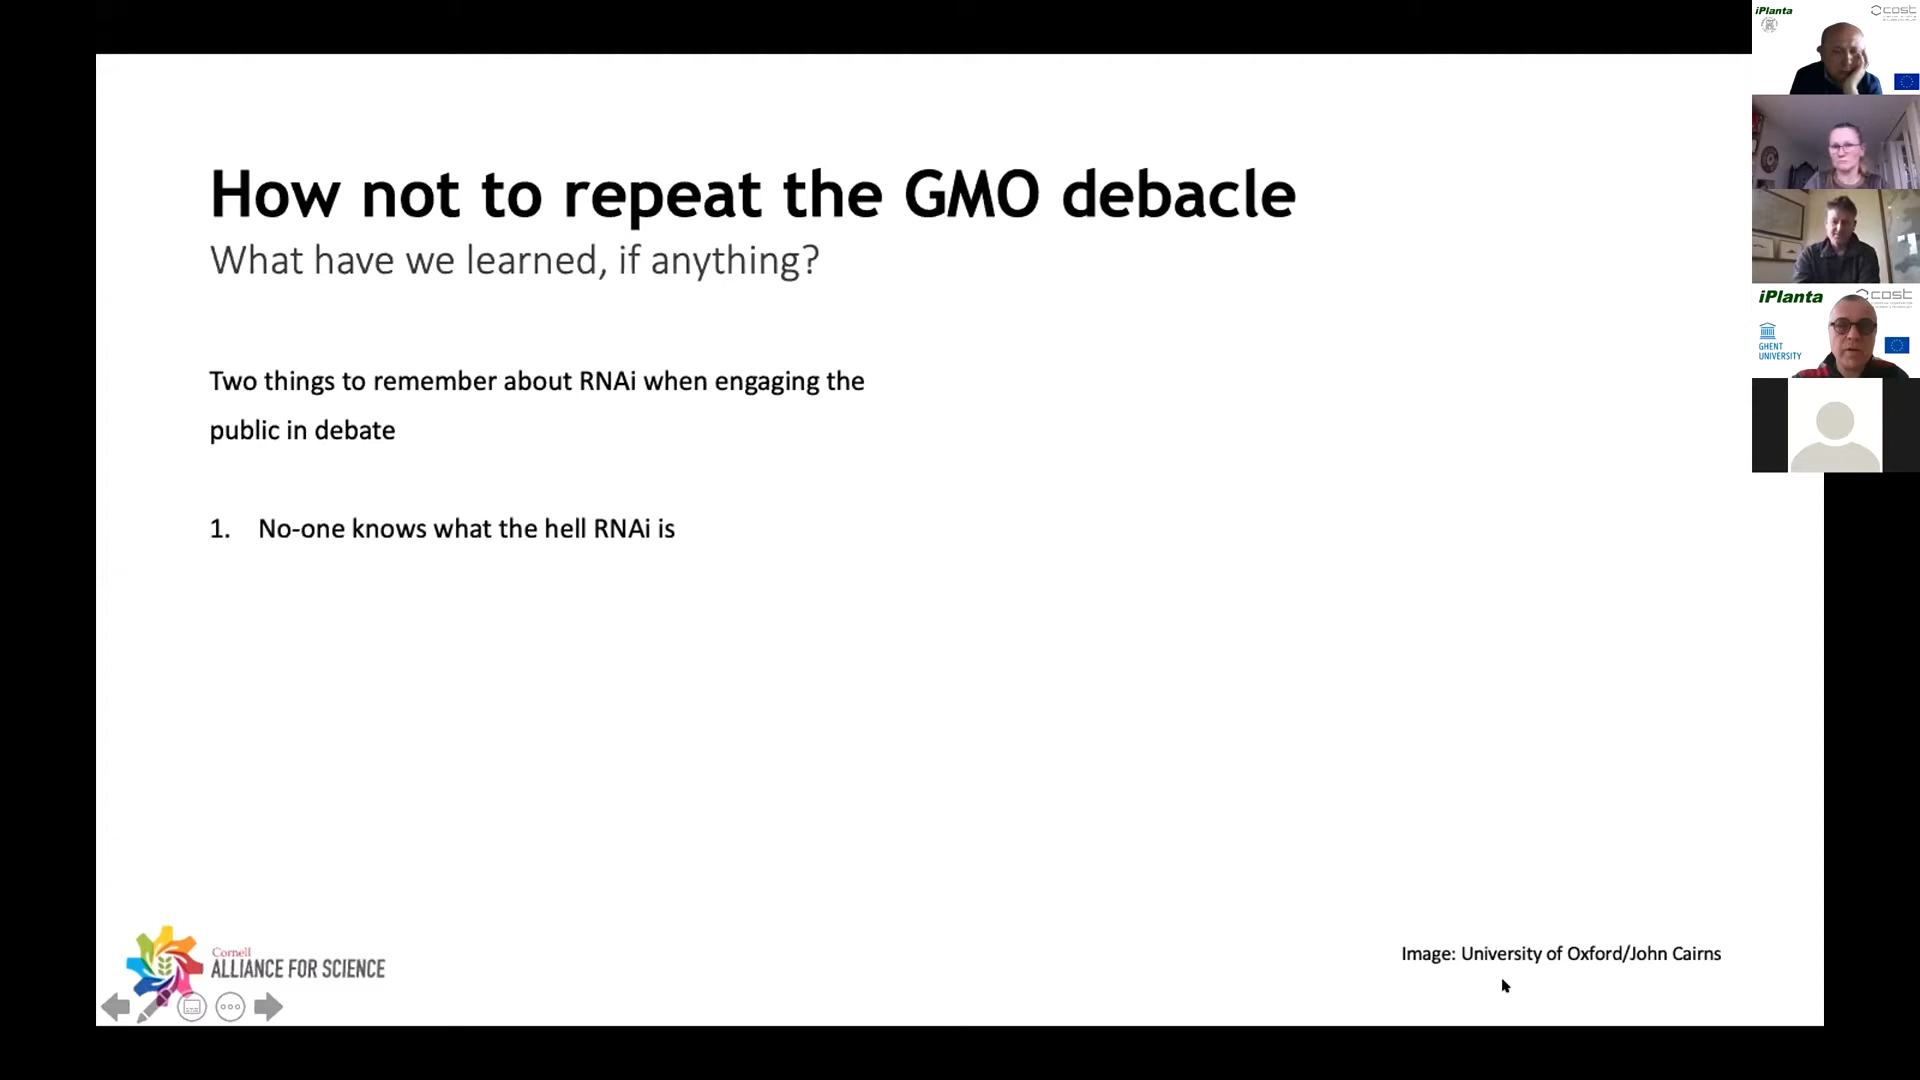 How not to repeat the GMO debacle
What have we learned, if anything?
Two things to remember about RNAi when engaging the
public in debate
1. No-one knows what the hell RNAi is
Cornell
ALLIANCE FOR SCIENCE
Image: University of Oxford/John Cairns
iPlanta
cost
iPlanta
cost
GHENT
UNIVERSITY